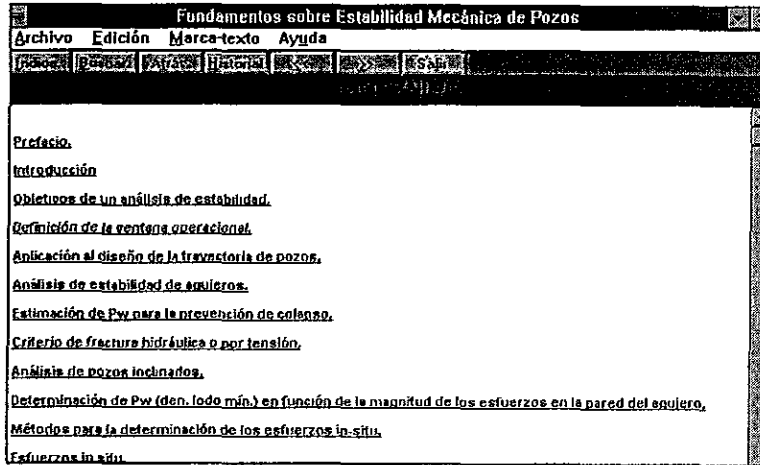 Fundamentos sobre Estabilidad Mecánica de Pozos
Archivo Edición Marca-texto Ayuda
Historial Salir
Prefacio.
Introducción
Objetivos de un análisis de estabilidad.
Definición de la ventana operacional.
Aplicación al diseño de la trayectoria de pozos.
Análisis de estabilidad de agujeros.
Estimación de Pw para la prevención de colapso.
Criterio de fractura hidráulica o por tensión.
Análisis de pozos inclinados.
Determinación de Pw (den. lodo mín.) en función de la magnitud de los esfuerzos en la pared del agujero.
Métodos para la determinación de los esfuerzos in-situ.
Esfuerzos in situ